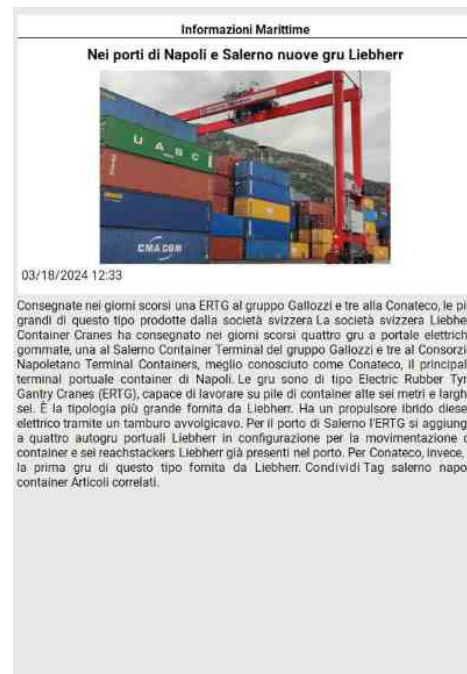 Informazioni Marittime
Nei porti di Napoli e Salerno nuove gru Liebherr
UABC
CMA CGM
03/18/2024 12:33
Consegnate nei giorni scorsi una ERTG al gruppo Gallozzi e tre alla Conateco, le pi
grandi di questo tipo prodotte dalla società svizzera La società svizzera Liebhe
Container Cranes ha consegnato nei giorni scorsi quattro gru a portale elettrich
gommate, una al Salerno Container Terminal del gruppo Gallozzi e tre al Consorzi
Napoletano Terminal Containers, meglio conosciuto come Conateco, il principal
terminal portuale container di Napoli. Le gru sono di tipo Electric Rubber Tyr
Gantry Cranes (ERTG), capace di lavorare su pile di container alte sei metri e largh
sei. È la tipologia più grande fornita da Liebherr. Ha un propulsore ibrido diese
elettrico tramite un tamburo avvolgicavo. Per il porto di Salerno l'ERTG si aggiung
a quattro autogru portuali Liebherr in configurazione per la movimentazione d
container e sei reachstackers Liebherr già presenti nel porto. Per Conateco, invece,
la prima gru di questo tipo fornita da Liebherr. Condividi Tag salerno napo
container Articoli correlati.